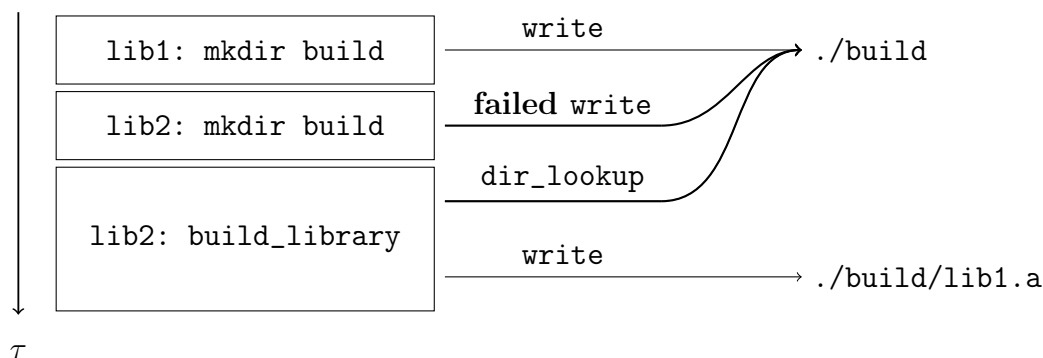 lib1: mkdir build
write
./build
lib2: mkdir build
failed write
lib2: build_library
dir_lookup
write
./build/lib1.a
τ